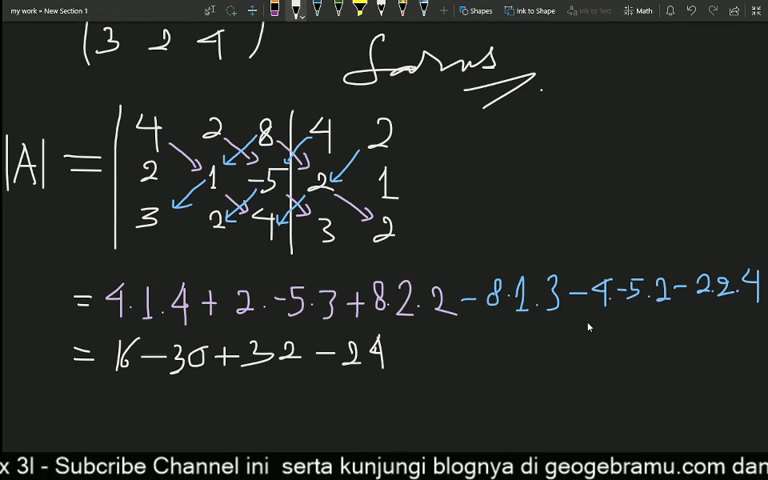 my work » New Section 1
Shapes Ink to Shape Ink to Text Math
(3 2 4)
Sarrus
|A| = | 4 2 8 | 4 2
2 1 -5 | 2 1
3 2 4 | 3 2
= 4.1.4 + 2.-5.3 + 8.2.2 - 8.1.3 - 4.-5.2 - 2.2.4
= 16 - 30 + 32 - 24
x 3I - Subcribe Channel ini serta kunjungi blognya di geogebramu.com dan